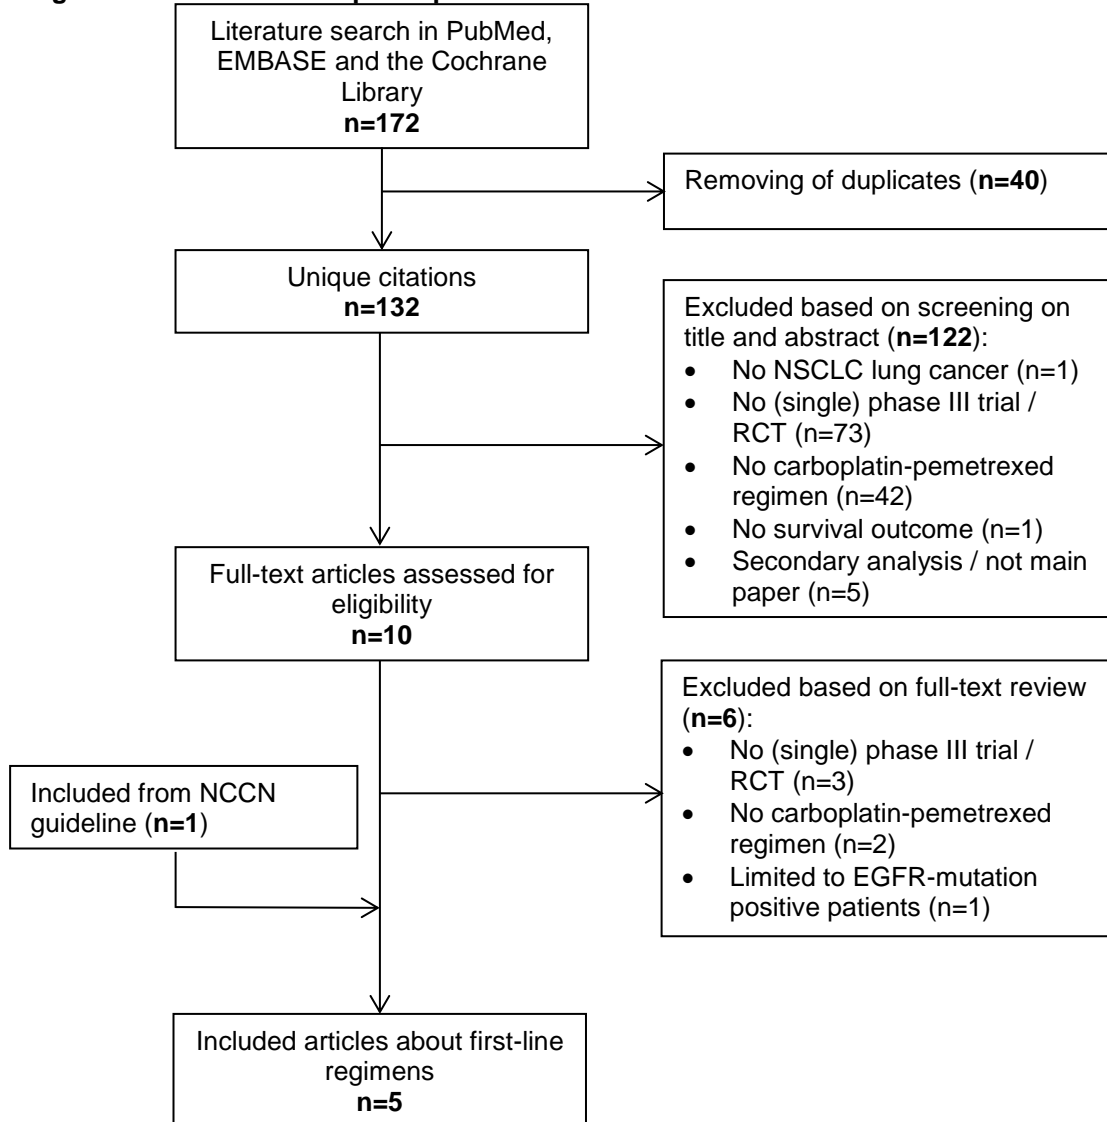 Literature search in PubMed,
EMBASE and the Cochrane
Library
n=172
Removing of duplicates (n=40)
Unique citations
n=132
Excluded based on screening on
title and abstract (n=122):
• No NSCLC lung cancer (n=1)
• No (single) phase III trial /
RCT (n=73)
• No carboplatin-pemetrexed
regimen (n=42)
• No survival outcome (n=1)
• Secondary analysis / not main
paper (n=5)
Full-text articles assessed for
eligibility
n=10
Excluded based on full-text review
(n=6):
• No (single) phase III trial /
RCT (n=3)
• No carboplatin-pemetrexed
regimen (n=2)
• Limited to EGFR-mutation
positive patients (n=1)
Included from NCCN
guideline (n=1)
Included articles about first-line
regimens
n=5